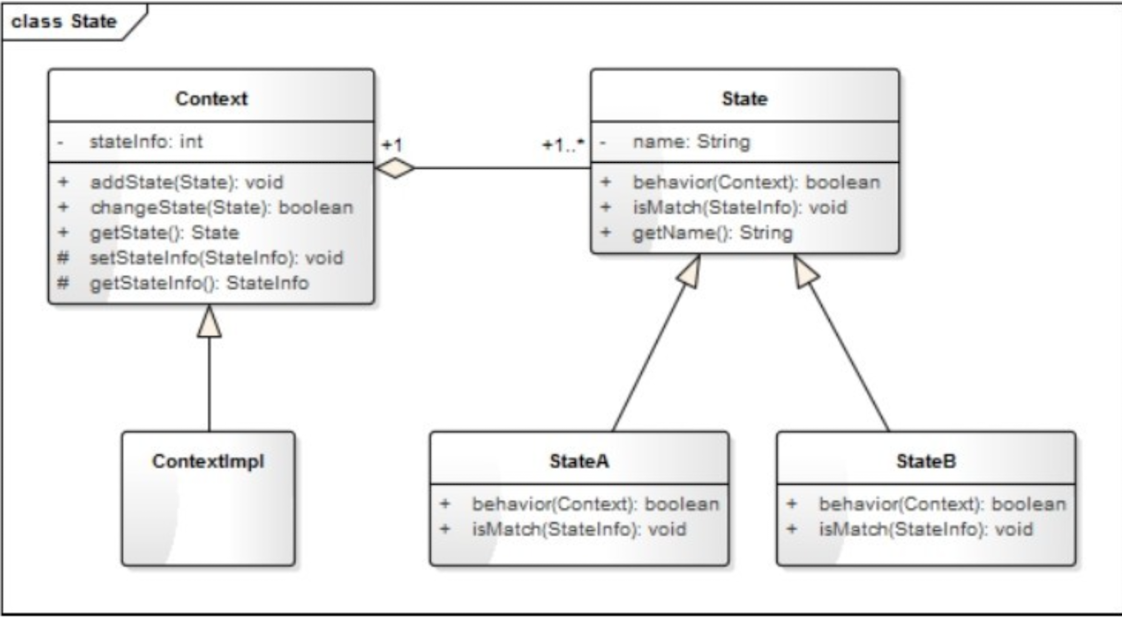 class State
Context
- stateInfo: int
+ addState(State): void
+ changeState(State): boolean
+ getState(): State
# setStateInfo(StateInfo): void
# getStateInfo(): StateInfo
+1
+1..*
State
- name: String
+ behavior(Context): boolean
+ isMatch(StateInfo): void
+ getName(): String
ContextImpl
StateA
+ behavior(Context): boolean
+ isMatch(StateInfo): void
StateB
+ behavior(Context): boolean
+ isMatch(StateInfo): void